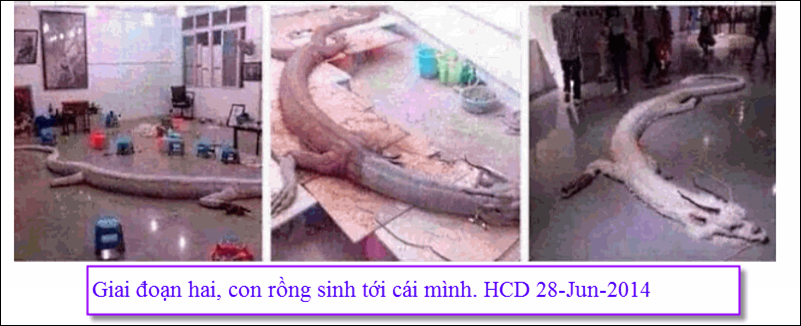 Giai đoạn hai, con rồng sinh tới cái mình. HCD 28-Jun-2014